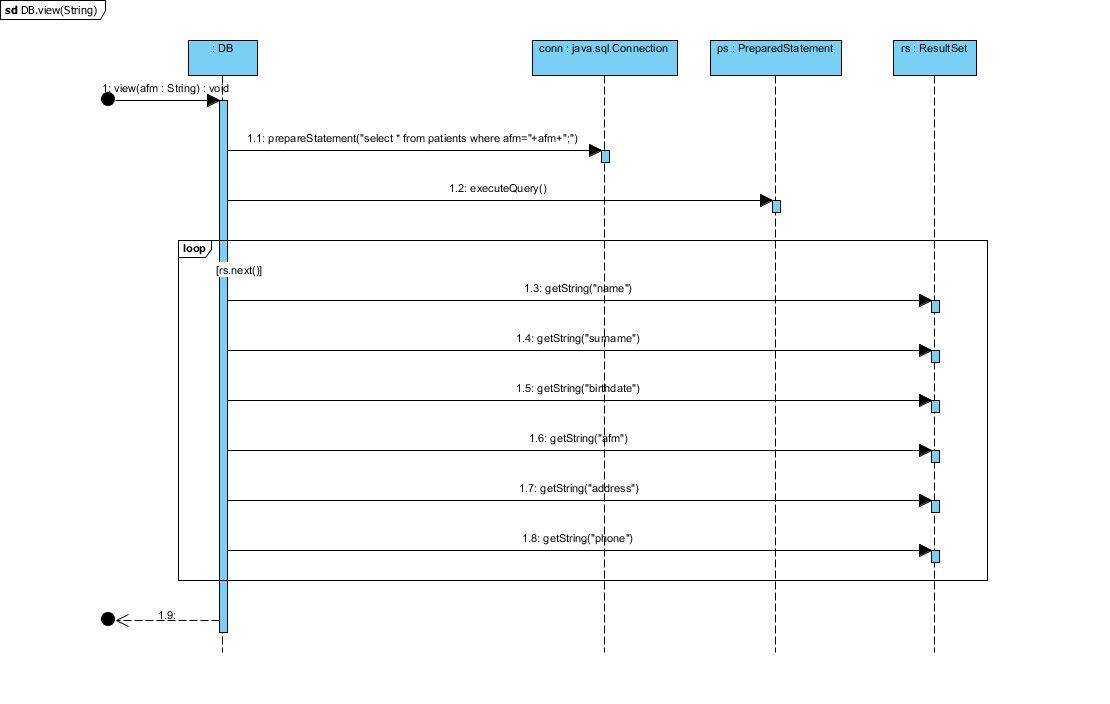 sd DB.view(String)
: DB
conn : java.sql.Connection
ps : PreparedStatement
rs : ResultSet
1: view(afm : String) : void
1.1: prepareStatement("select * from patients where afm="+afm+";")
1.2: executeQuery()
loop
[rs.next()]
1.3: getString("name")
1.4: getString("surname")
1.5: getString("birthdate")
1.6: getString("afm")
1.7: getString("address")
1.8: getString("phone")
1.9: